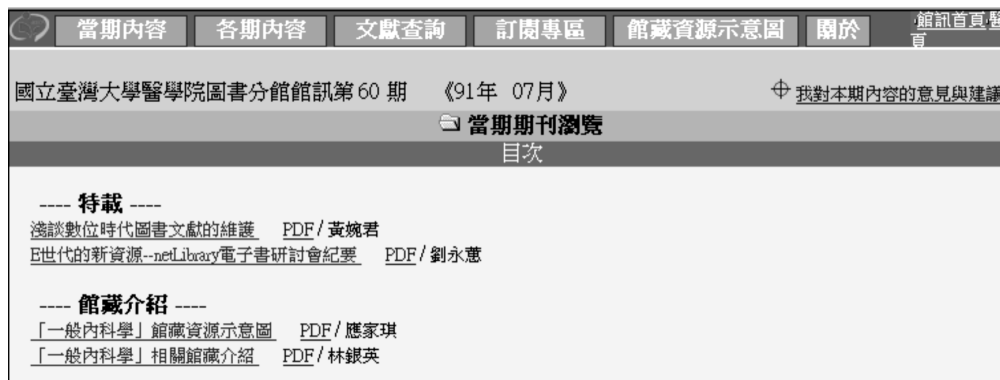 當期內容 各期內容 文獻查詢 訂閱專區 館藏資源示意圖 關於 館訊首頁
頁
國立臺灣大學醫學院圖書分館館訊第 60 期 《91年 07月》 我對本期內容的意見與建議
當期期刊瀏覽
目次
---- 特載 ----
淺談數位時代圖書文獻的維護 PDF / 黃婉君
E世代的新資源--netLibrary電子書研討會紀要 PDF / 劉永蕙
---- 館藏介紹 ----
「一般內科學」館藏資源示意圖 PDF / 應家琪
「一般內科學」相關館藏介紹 PDF / 林銀英